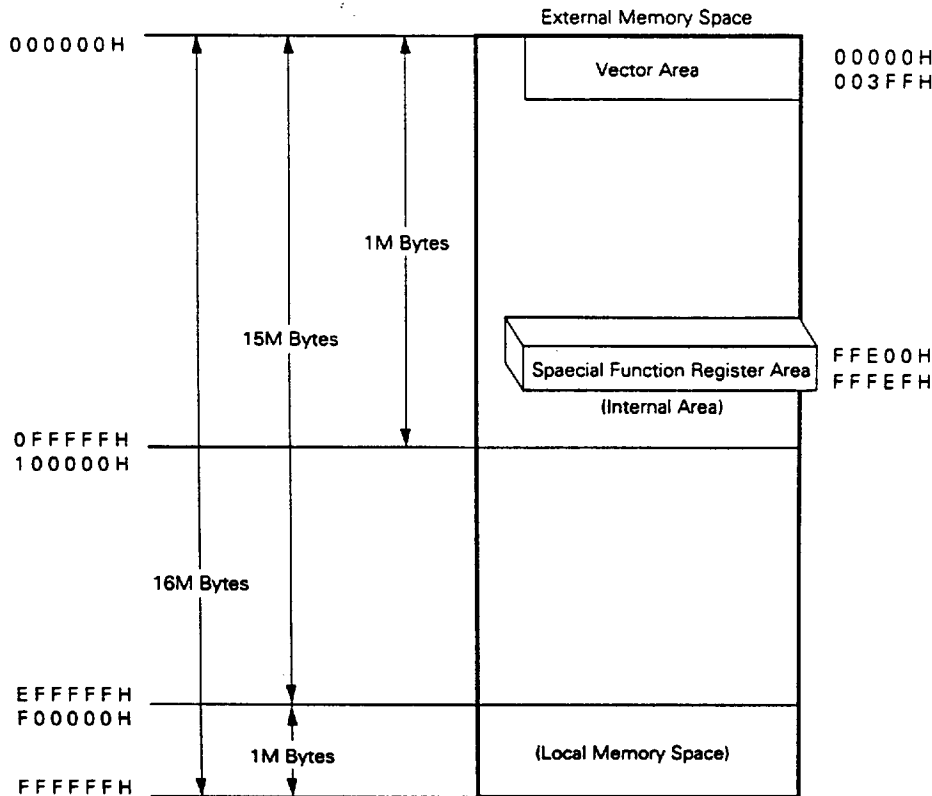 External Memory Space
000000H
Vector Area
00000H
003FFH
1M Bytes
15M Bytes
Spaecial Function Register Area
FFE00H
FFFEFH
(Internal Area)
0FFFFFH
100000H
16M Bytes
EFFFFFH
F00000H
1M Bytes
(Local Memory Space)
FFFFFFH